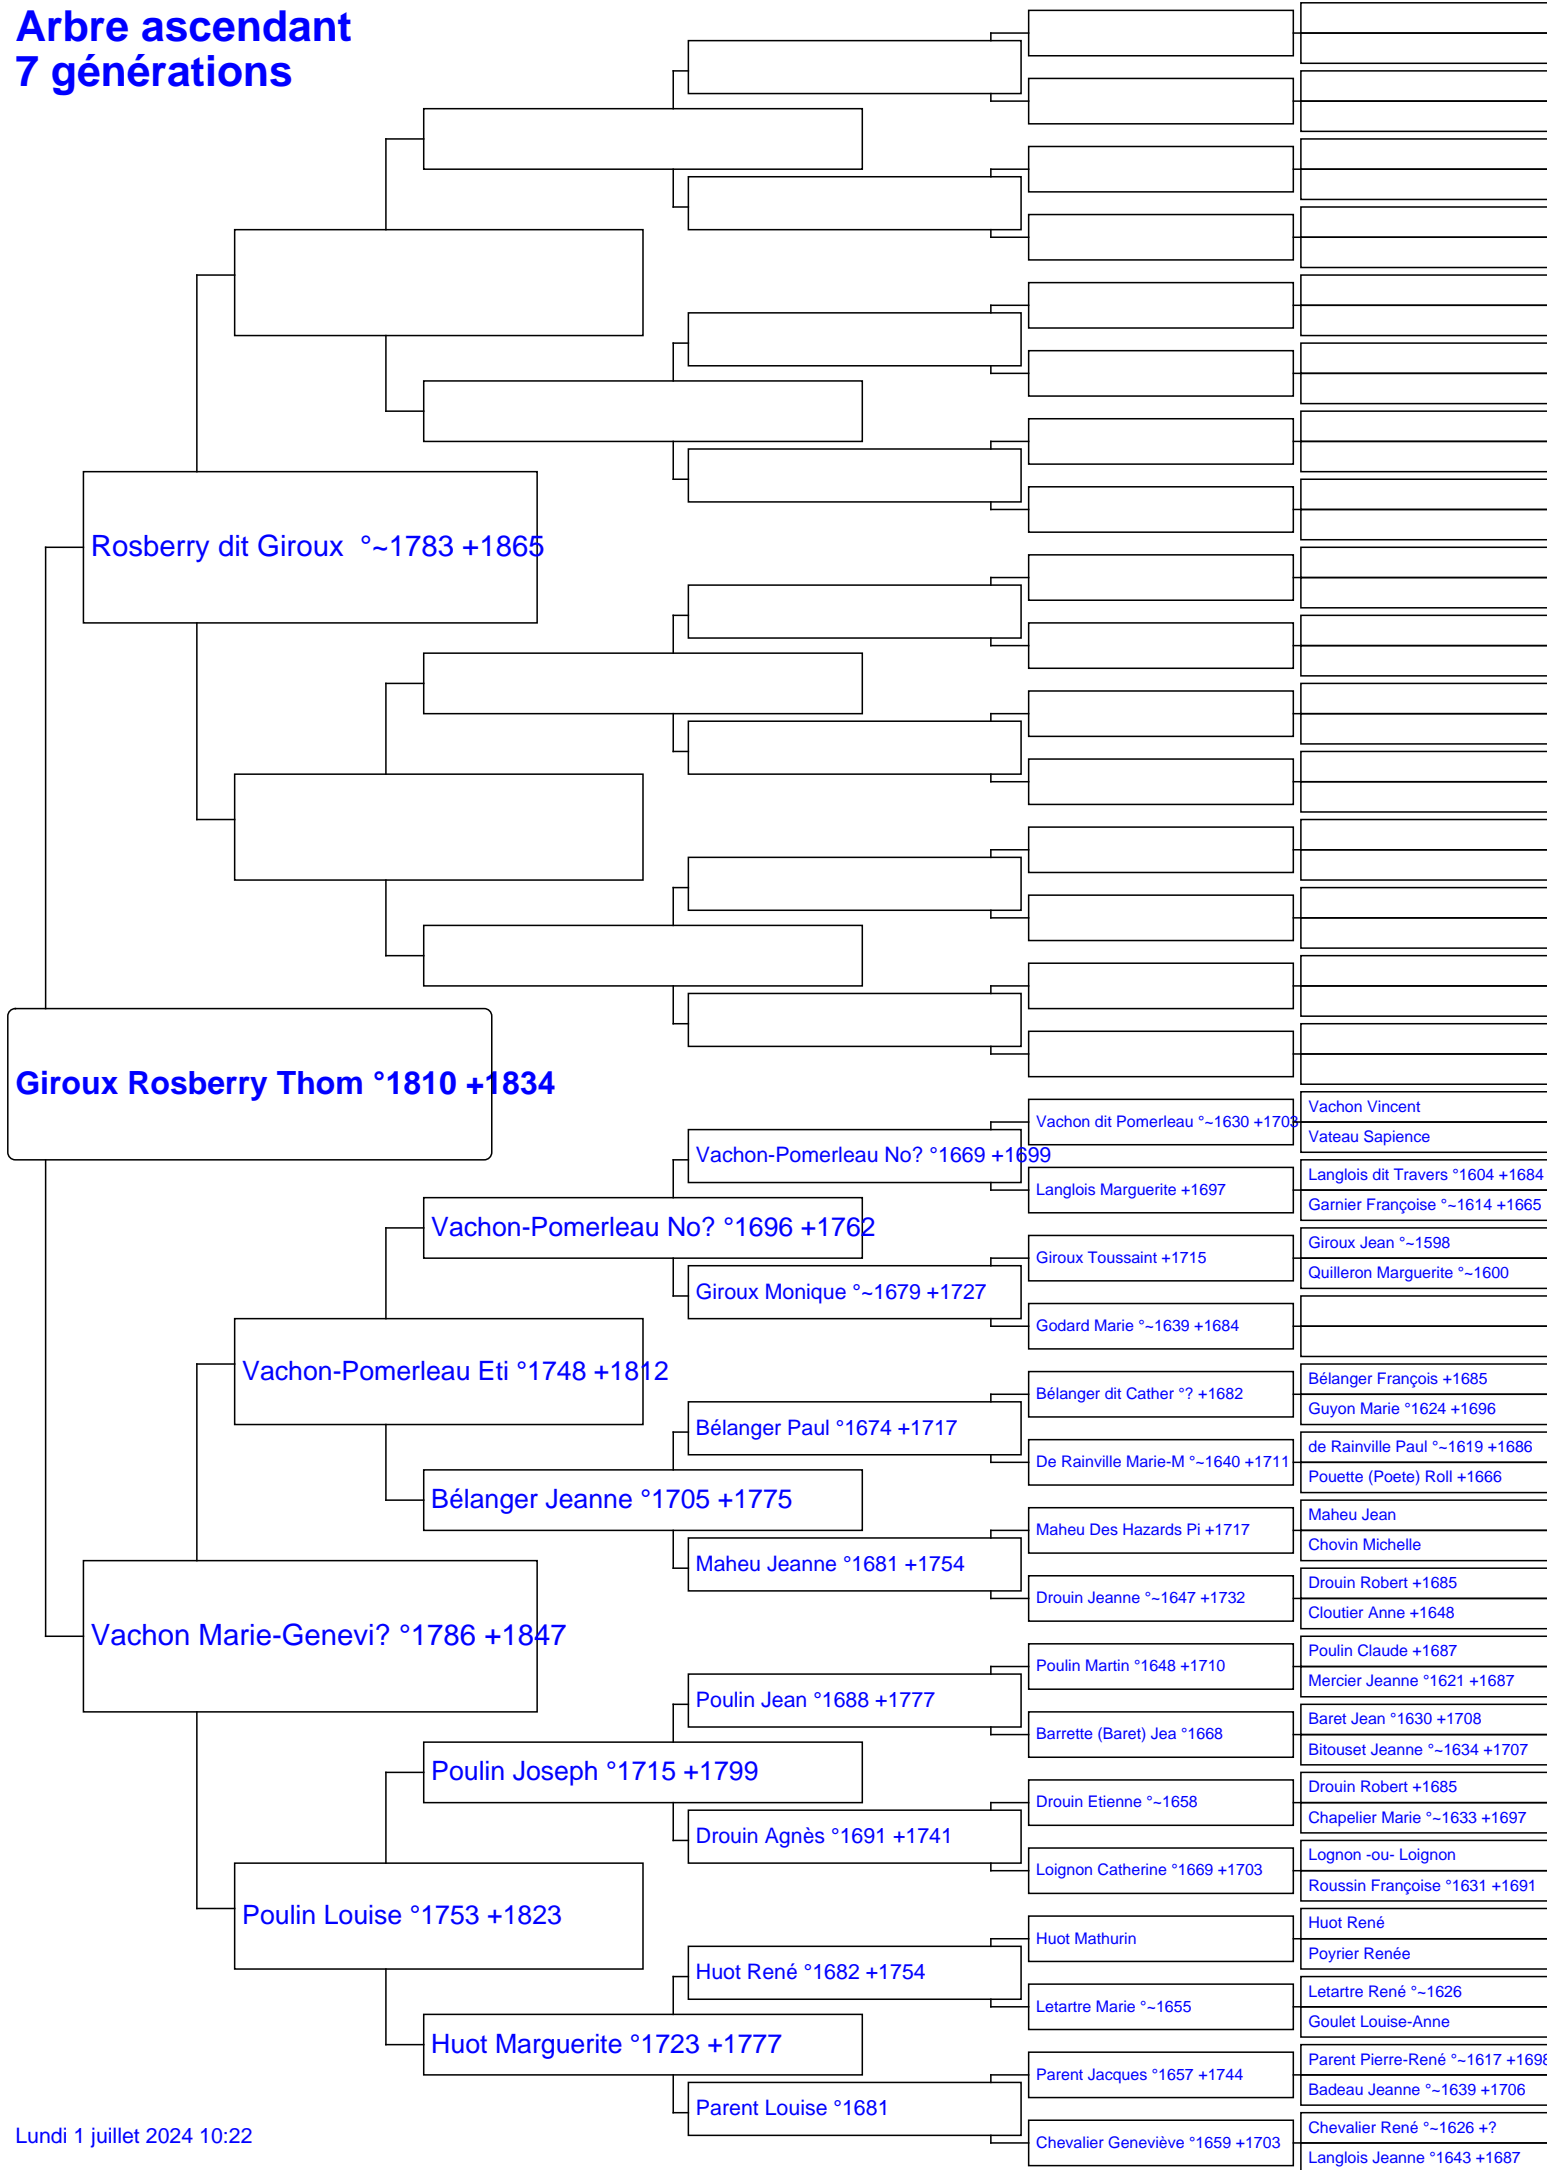 Arbre ascendant
7 générations
Rosberry dit Giroux  °~1783 +1865
Giroux Rosberry Thom °1810 +1834
Vachon dit Pomerleau °~1630 +1703
Vachon Vincent
Vateau Sapience
Vachon-Pomerleau No? °1669 +1699
Langlois Marguerite +1697
Langlois dit Travers °1604 +1684
Garnier Françoise °~1614 +1665
Vachon-Pomerleau No? °1696 +1762
Giroux Toussaint +1715
Giroux Jean °~1598
Quilleron Marguerite °~1600
Giroux Monique °~1679 +1727
Godard Marie °~1639 +1684
Vachon-Pomerleau Eti °1748 +1812
Bélanger dit Cather °? +1682
Bélanger François +1685
Guyon Marie °1624 +1696
Bélanger Paul °1674 +1717
De Rainville Marie-M °~1640 +1711
de Rainville Paul °~1619 +1686
Pouette (Poete) Roll +1666
Bélanger Jeanne °1705 +1775
Maheu Des Hazards Pi +1717
Maheu Jean
Chovin Michelle
Maheu Jeanne °1681 +1754
Drouin Jeanne °~1647 +1732
Drouin Robert +1685
Cloutier Anne +1648
Vachon Marie-Genevi? °1786 +1847
Poulin Martin °1648 +1710
Poulin Claude +1687
Mercier Jeanne °1621 +1687
Poulin Jean °1688 +1777
Barrette (Baret) Jea °1668
Baret Jean °1630 +1708
Bitouset Jeanne °~1634 +1707
Poulin Joseph °1715 +1799
Drouin Etienne °~1658
Drouin Robert +1685
Chapelier Marie °~1633 +1697
Drouin Agnès °1691 +1741
Loignon Catherine °1669 +1703
Lognon -ou- Loignon
Roussin Françoise °1631 +1691
Poulin Louise °1753 +1823
Huot Mathurin
Huot René
Poyrier Renée
Huot René °1682 +1754
Letartre Marie °~1655
Letartre René °~1626
Goulet Louise-Anne
Huot Marguerite °1723 +1777
Parent Jacques °1657 +1744
Parent Pierre-René °~1617 +1698
Badeau Jeanne °~1639 +1706
Parent Louise °1681
Chevalier Geneviève °1659 +1703
Chevalier René °~1626 +?
Langlois Jeanne °1643 +1687
Lundi 1 juillet 2024 10:22